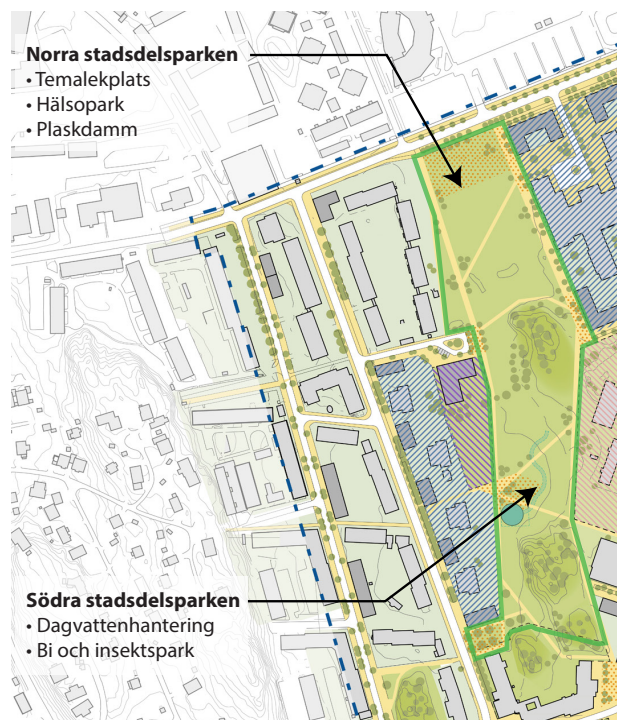 Norra stadsdelsparken
• Temalekplats
• Hälsopark
• Plaskdamm
Södra stadsdelsparken
• Dagvattenhantering
• Bi och insektspark